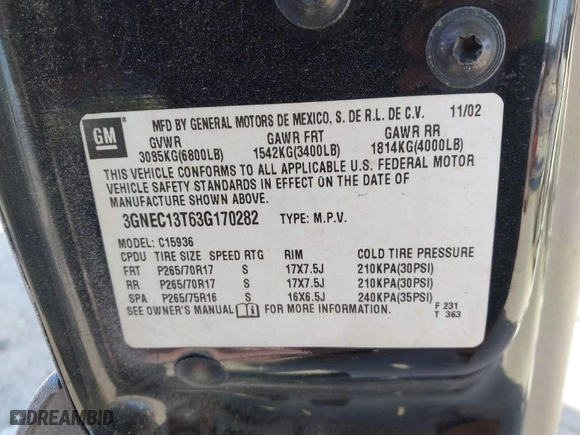 GM
MFD BY GENERAL MOTORS DE MEXICO, S. DE R.L. DE C.V. 11/02
GVWR GAWR FRT GAWR RR
3085KG(6800LB) 1542KG(3400LB) 1814KG(4000LB)
THIS VEHICLE CONFORMS TO ALL APPLICABLE U.S. FEDERAL MOTOR
VEHICLE SAFETY STANDARDS IN EFFECT ON THE DATE OF
MANUFACTURE SHOWN ABOVE.
3GNEC13T63G170282 TYPE: M.P.V.
MODEL: C15936
CPDU TIRE SIZE SPEED RTG RIM COLD TIRE PRESSURE
FRT P265/70R17 S 17X7.5J 210KPA(30PSI)
RR P265/70R17 S 17X7.5J 210KPA(30PSI)
SPA P265/75R16 S 16X6.5J 240KPA(35PSI)
SEE OWNER'S MANUAL FOR MORE INFORMATION. F 231
T 363
DREAMBID